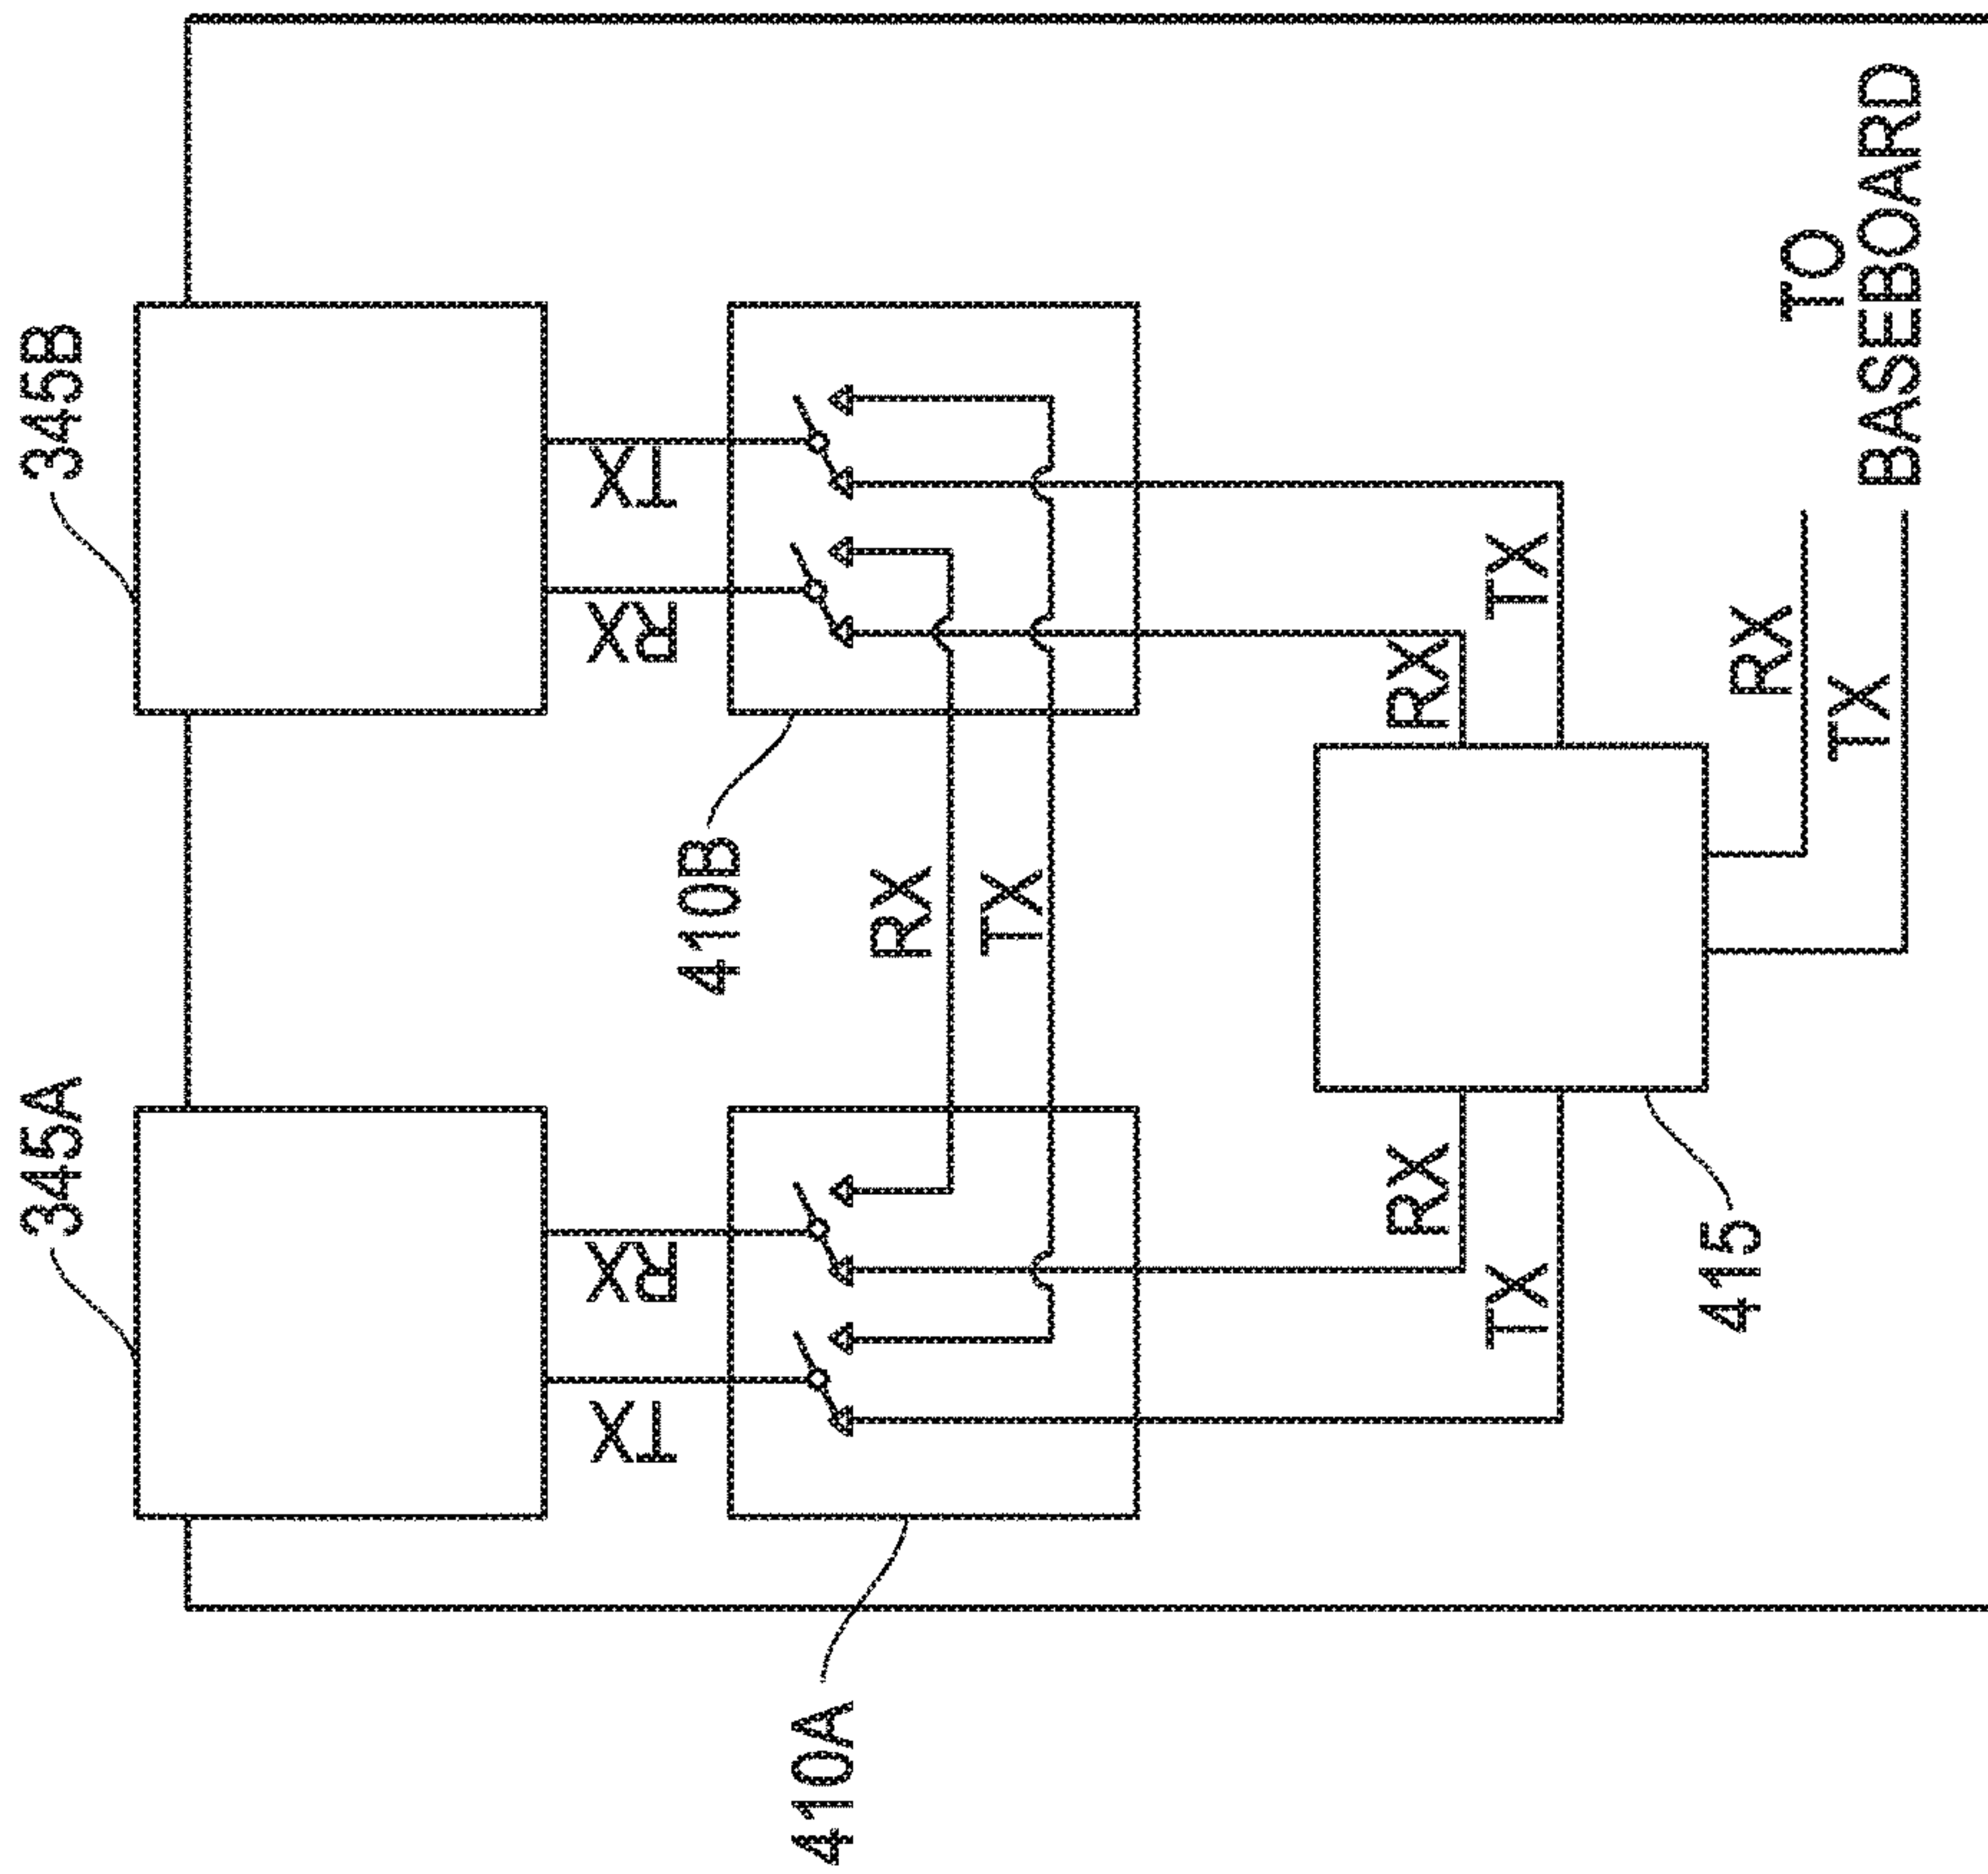 345A
345B
TX
RX
RX
TX
410A
410B
RX
TX
RX
TX
RX
TX
415
RX
TX
TO
BASEBOARD